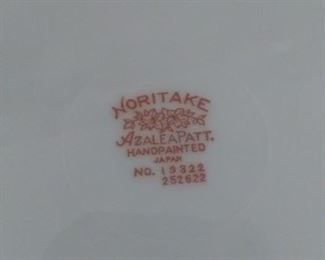 NORITAKE
AZALEA PATT.
HANDPAINTED
JAPAN
NO. 19322
252622